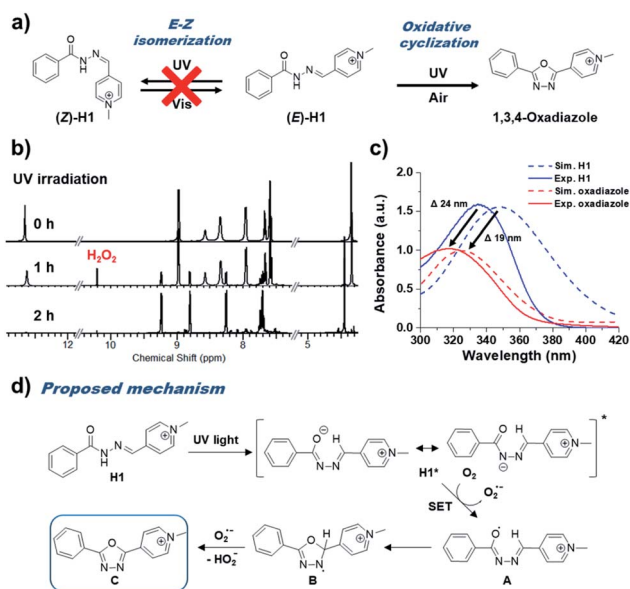 a)
E-Z
isomerization
Oxidative
cyclization
O
N
NH
N
CH3
UV
Vis
O
N
H
N
N
UV
Air
O
N-N
N
(Z)-H1
(E)-H1
1,3,4-Oxadiazole
b)
UV irradiation
0 h
H2O2
1 h
2 h
12
9
6
Chemical Shift (ppm)
c)
Absorbance (a.u.)
2.0
1.5
1.0
0.5
0.0
Sim. H1
Exp. H1
Sim. oxadiazole
Exp. oxadiazole
Δ 24 nm
Δ 19 nm
300 320 340 360 380 400 420
Wavelength (nm)
d) Proposed mechanism
O
N
H
N
N
H1
UV light
O H
N-N
N
O H
N-N
N
*
H1*
O2
SET
O2•−
O• H
N-N
N
A
O H
N-N
N
B
O2•−
- HO2−
O
N-N
N
C